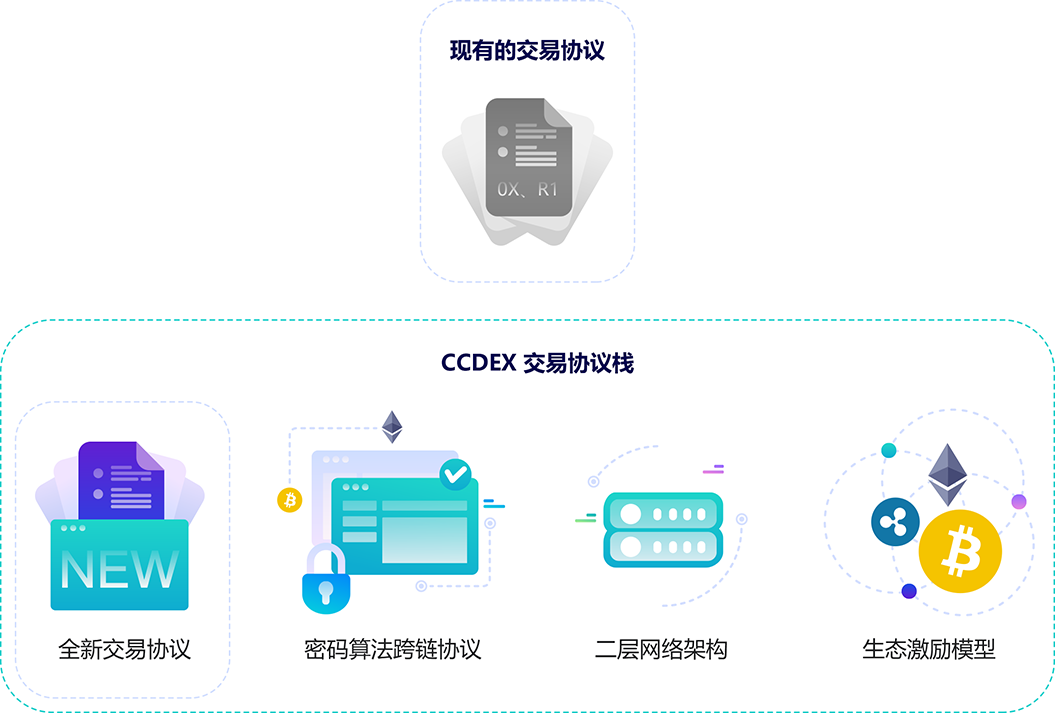 现有的交易协议
0X、R1
CCDEX 交易协议栈
NEW
全新交易协议
密码算法跨链协议
二层网络架构
生态激励模型